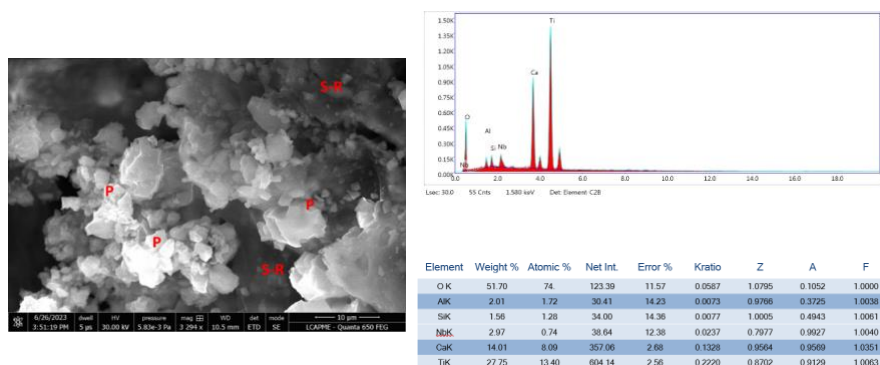 S-R
P
P
P
S-R
6/26/2023 dwell HV pressure mag WD det mode 10 µm
3:51:19 PM 5 µs 30.00 kV 5.83e-3 Pa 3 294 x 10.5 mm ETD SE LCAPME - Quanta 650 FEG
1.50K
1.35K
1.20K
1.05K
0.90K
0.75K
0.60K
0.45K
0.30K
0.15K
0.00K
Ti
Ca
O
Al
Si Nb
Nb
0.0 2.0 4.0 6.0 8.0 10.0 12.0 14.0 16.0 18.0
Lsec: 30.0 55 Cnts 1.580 keV Det: Element-C2B
Element Weight % Atomic % Net Int. Error % Kratio Z A F
O K 51.70 74. 123.39 11.57 0.0587 1.0795 0.1052 1.0000
AlK 2.01 1.72 30.41 14.23 0.0073 0.9766 0.3725 1.0038
SiK 1.56 1.28 34.00 14.36 0.0077 1.0005 0.4943 1.0061
NbK 2.97 0.74 38.64 12.38 0.0237 0.7977 0.9927 1.0040
CaK 14.01 8.09 357.06 2.68 0.1328 0.9564 0.9569 1.0351
TiK 27.75 13.40 604.14 2.56 0.2220 0.8702 0.9129 1.0063